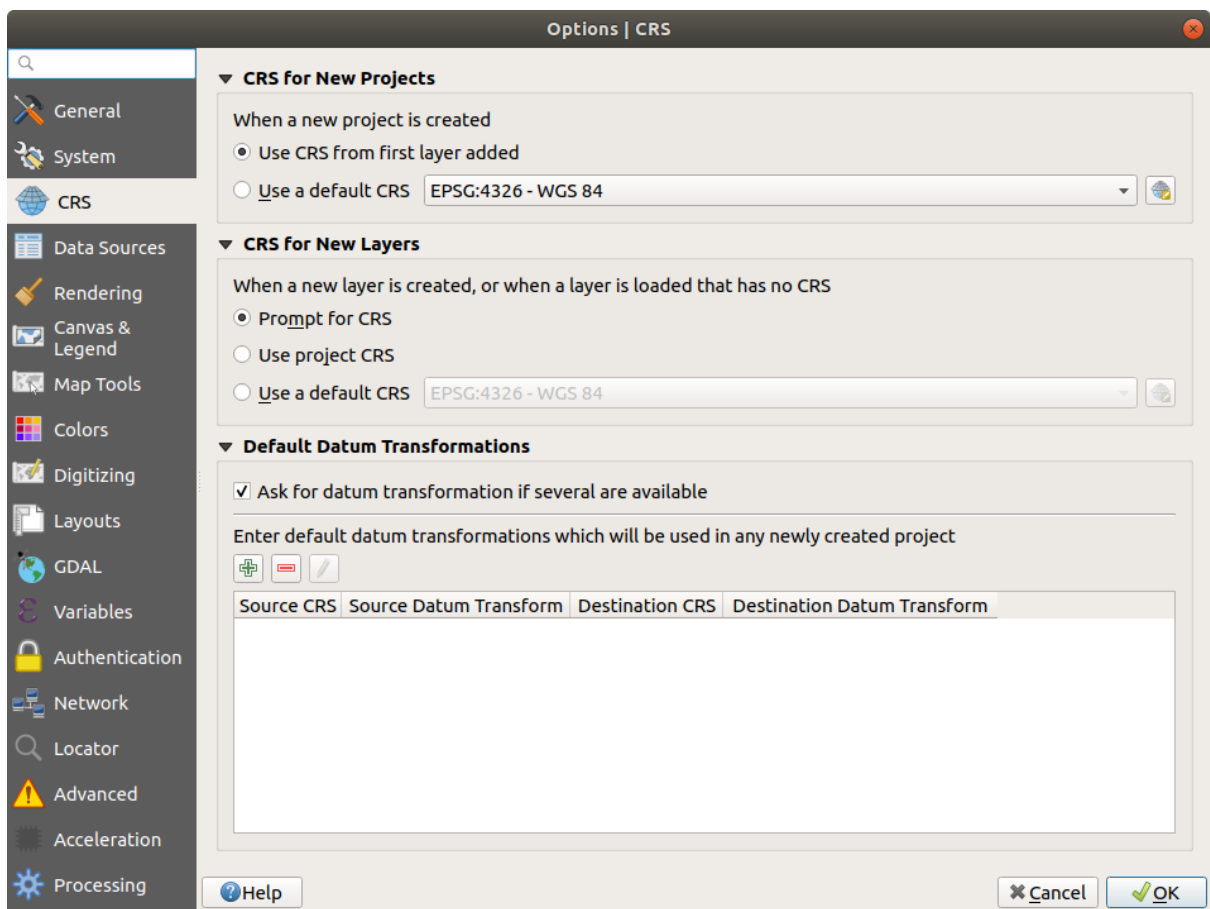 Options | CRS
General
System
CRS
Data Sources
Rendering
Canvas &
Legend
Map Tools
Colors
Digitizing
Layouts
GDAL
Variables
Authentication
Network
Locator
Advanced
Acceleration
Processing
CRS for New Projects
When a new project is created
Use CRS from first layer added
Use a default CRS EPSG:4326 - WGS 84
CRS for New Layers
When a new layer is created, or when a layer is loaded that has no CRS
Prompt for CRS
Use project CRS
Use a default CRS EPSG:4326 - WGS 84
Default Datum Transformations
Ask for datum transformation if several are available
Enter default datum transformations which will be used in any newly created project
Source CRS Source Datum Transform Destination CRS Destination Datum Transform
Help Cancel OK